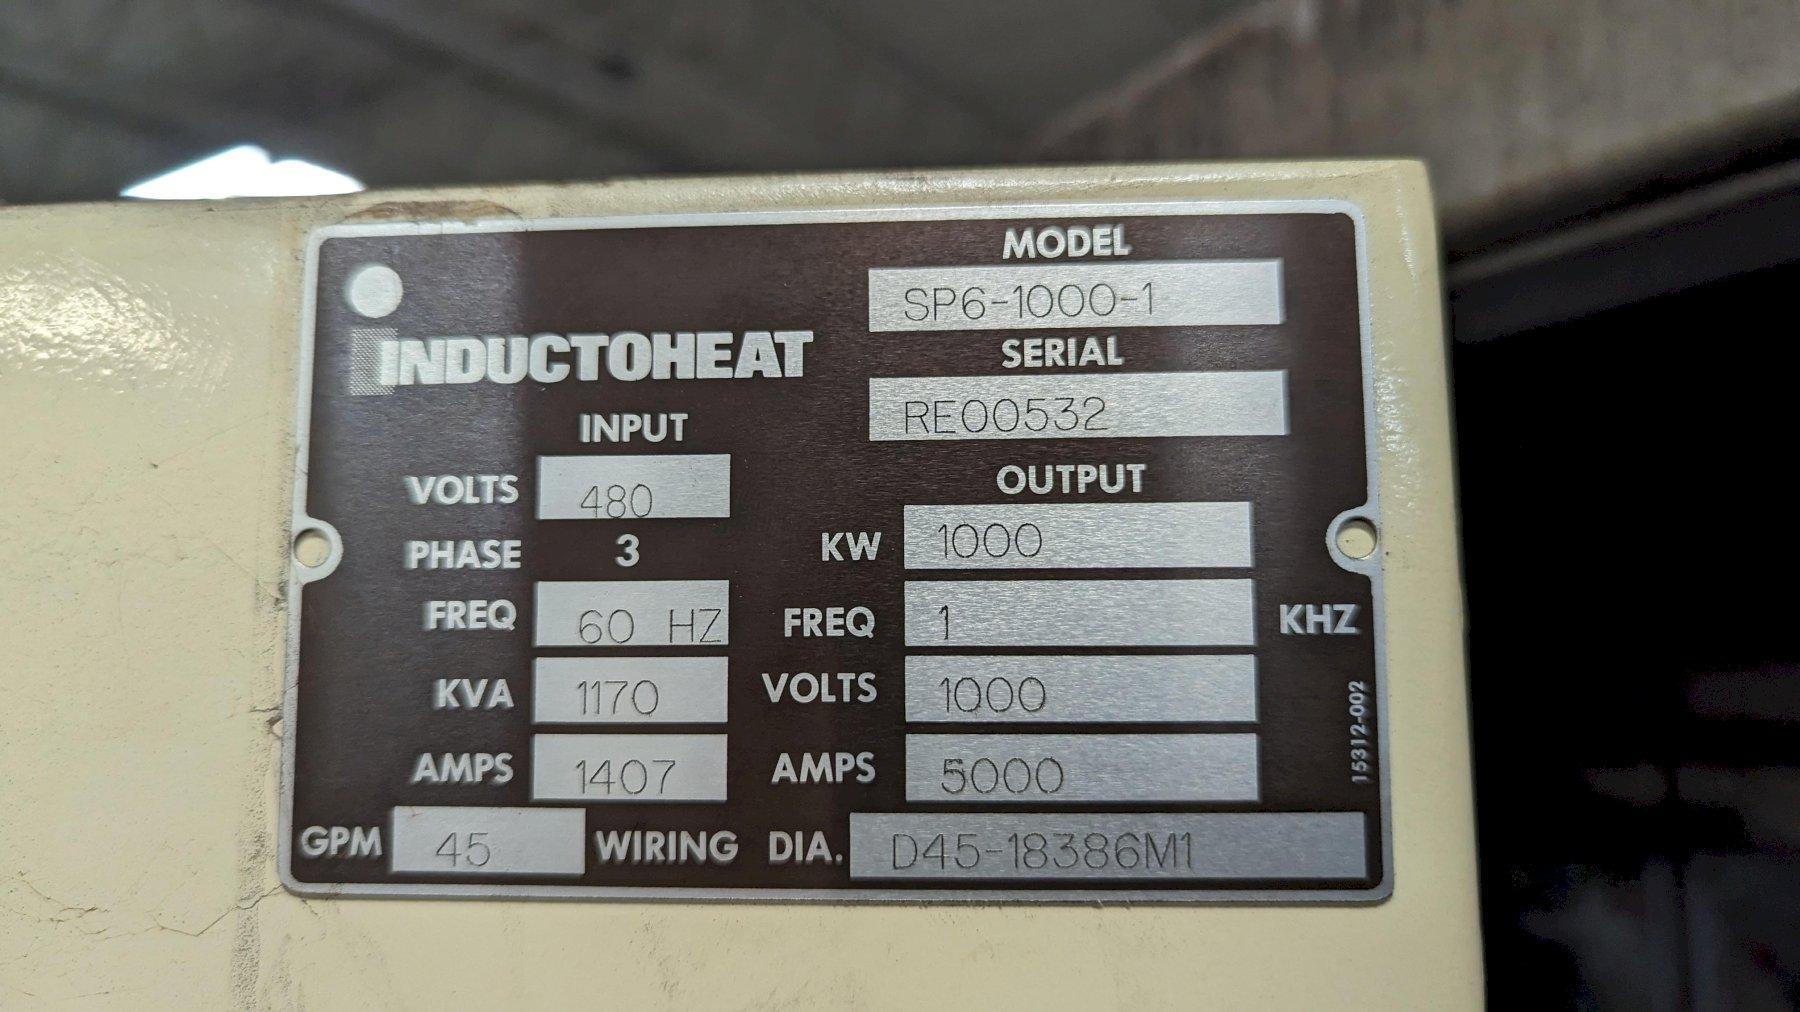 INDUCTOHEAT
MODEL
SP6-1000-1
SERIAL
RE00532
INPUT
VOLTS 480
PHASE 3
FREQ 60 HZ
KVA 1170
AMPS 1407
OUTPUT
KW 1000
FREQ 1 KHZ
VOLTS 1000
AMPS 5000
GPM 45 WIRING DIA. D45-18386M1
15312-002